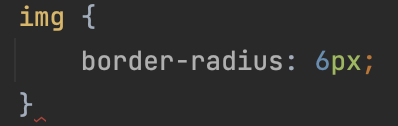 img {
    border-radius: 6px;
}